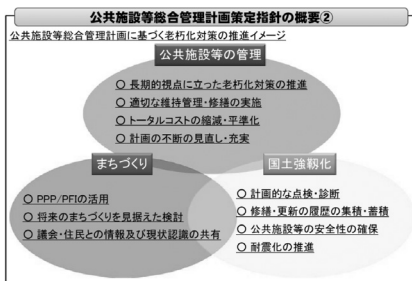 公共施設等総合管理計画策定指針の概要②
公共施設等総合管理計画に基づく老朽化対策の推進イメージ
公共施設等の管理
○ 長期的視点に立った老朽化対策の推進
○ 適切な維持管理・修繕の実施
○ トータルコストの縮減・平準化
○ 計画の不断の見直し・充実
まちづくり
○ PPP/PFIの活用
○ 将来のまちづくりを見据えた検討
○ 議会・住民との情報及び現状認識の共有
国土強靱化
○ 計画的な点検・診断
○ 修繕・更新の履歴の集積・蓄積
○ 公共施設等の安全性の確保
○ 耐震化の推進